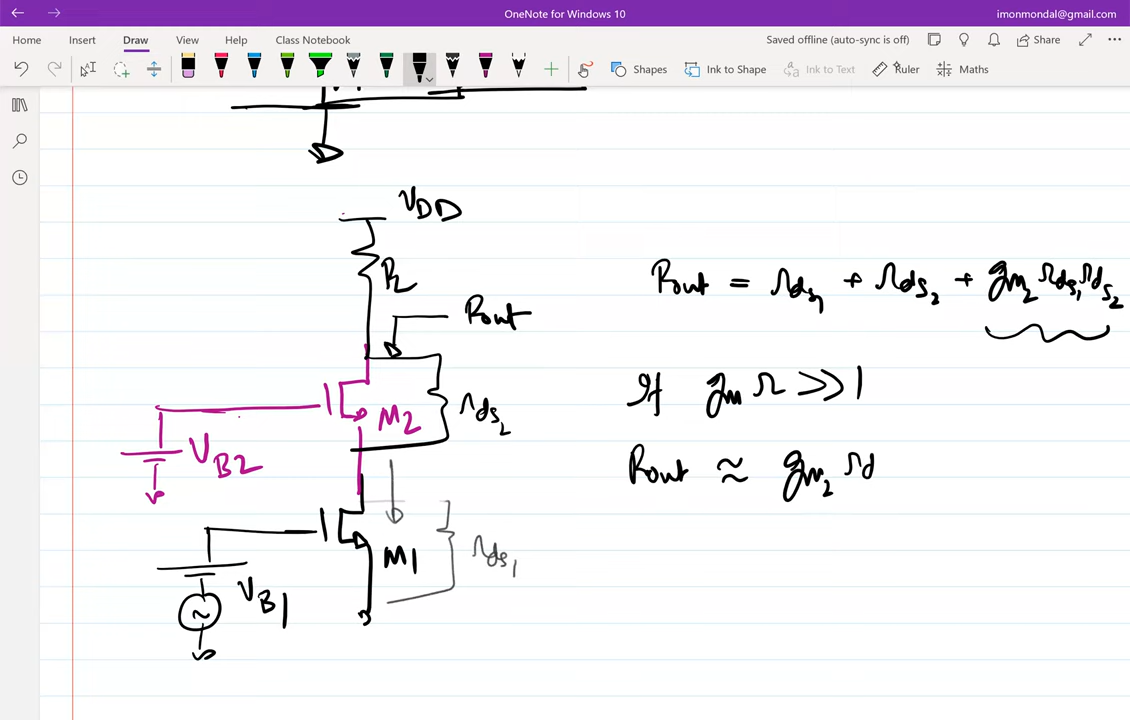 OneNote for Windows 10
imonmondal@gmail.com
Home Insert Draw View Help Class Notebook
Saved offline (auto-sync is off) Share
Shapes Ink to Shape Ink to Text Ruler Maths
VDD
RL
Rout
rds2
M2
VB2
M1
rds1
VB1
Rout = rds1 + rds2 + gm2 rds1 rds2
If gm r >> 1
Rout ≈ gm2 rd